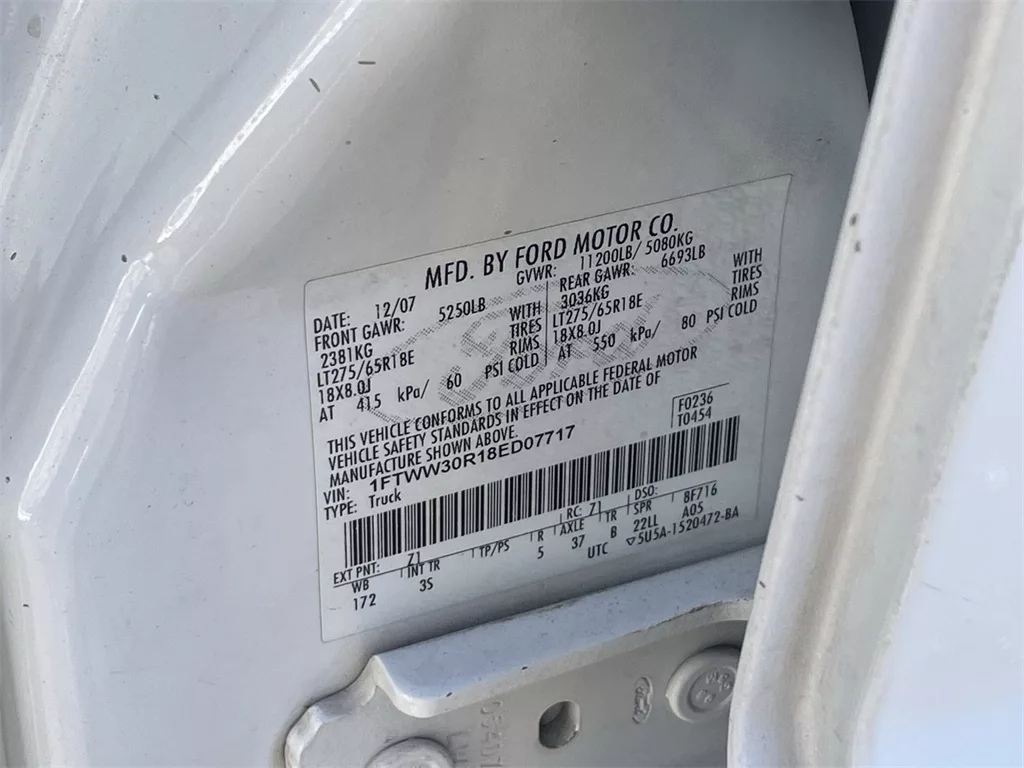 MFD. BY FORD MOTOR CO.
DATE: 12/07 GVWR: 11200LB/ 5080KG
FRONT GAWR: 5250LB REAR GAWR: 6693LB
2381KG WITH 3036KG WITH
LT275/65R18E TIRES LT275/65R18E TIRES
18X8.0J RIMS 18X8.0J RIMS
AT 415 kPa/ 60 PSI COLD AT 550 kPa/ 80 PSI COLD
THIS VEHICLE CONFORMS TO ALL APPLICABLE FEDERAL MOTOR
VEHICLE SAFETY STANDARDS IN EFFECT ON THE DATE OF
MANUFACTURE SHOWN ABOVE.
F0236
VIN: 1FTWW30R18ED07717 T0454
TYPE: Truck
EXT PNT: Z1 RC: 71 DSO:
WB INT TR TP/PS R AXLE TR SPR 8F716
172 3S 5 37 B 22LL A05
UTC ▽5U5A-1520472-BA